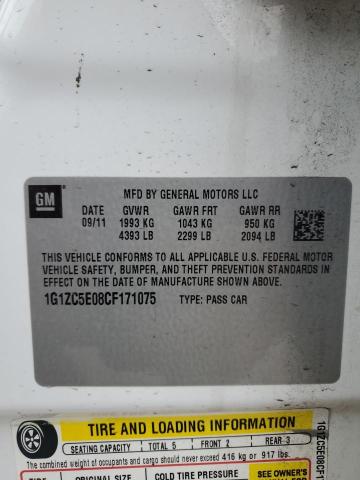 GM
MFD BY GENERAL MOTORS LLC
09/11 GVWR GAWR FRT GAWR RR
1993 KG 1043 KG 950 KG
4393 LB 2299 LB 2094 LB
THIS VEHICLE CONFORMS TO ALL APPLICABLE U.S. FEDERAL MOTOR
VEHICLE SAFETY, BUMPER, AND THEFT PREVENTION STANDARDS IN
EFFECT ON THE DATE OF MANUFACTURE SHOWN ABOVE.
1G1ZC5E08CF171075 TYPE: PASS CAR
TIRE AND LOADING INFORMATION
SEATING CAPACITY TOTAL 5 FRONT 2 REAR 3
The combined weight of occupants and cargo should never exceed 416 kg or 917 lbs.
TIRE ORIGINAL SIZE COLD TIRE PRESSURE SEE OWNER'S
MANUAL FOR
1G1ZC5E08CF17